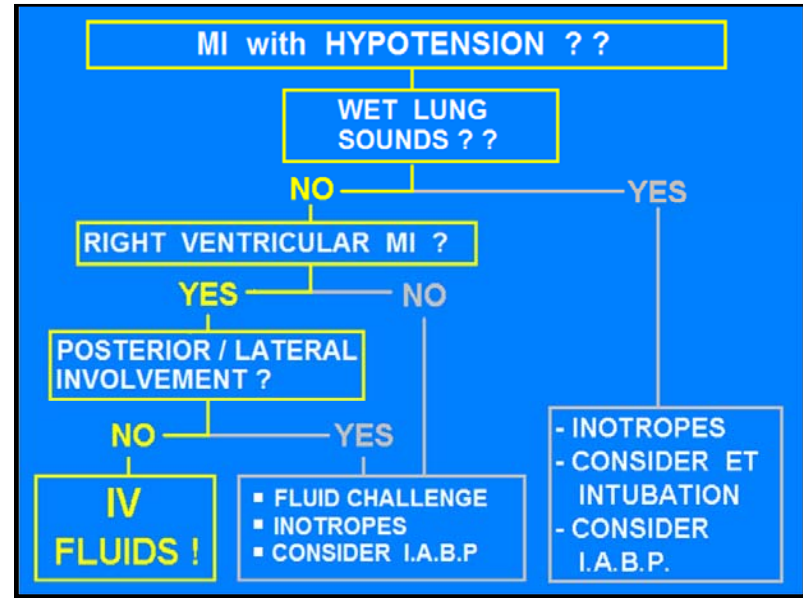 MI with HYPOTENSION ? ?
WET LUNG
SOUNDS ? ?
NO
YES
RIGHT VENTRICULAR MI ?
YES
NO
POSTERIOR / LATERAL
INVOLVEMENT ?
NO
YES
IV
FLUIDS !
▪ FLUID CHALLENGE
▪ INOTROPES
▪ CONSIDER I.A.B.P
- INOTROPES
- CONSIDER ET
INTUBATION
- CONSIDER
I.A.B.P.